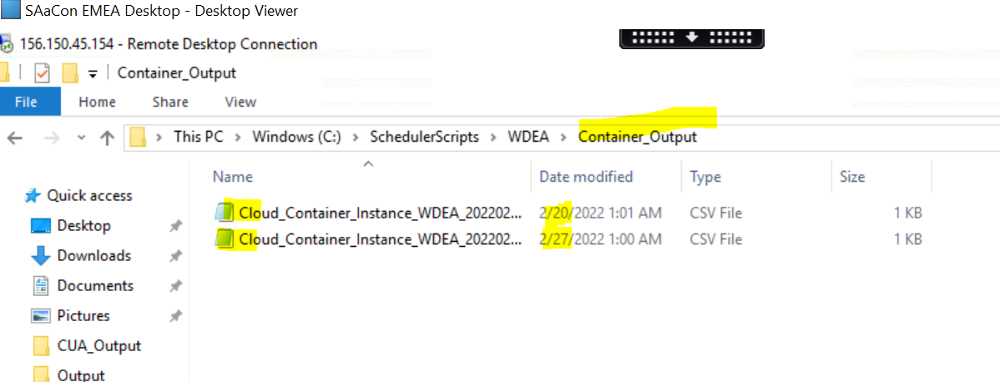 SAaCon EMEA Desktop - Desktop Viewer
156.150.45.154 - Remote Desktop Connection
Container_Output
File Home Share View
This PC > Windows (C:) > SchedulerScripts > WDEA > Container_Output
Name Date modified Type Size
Quick access
Cloud_Container_Instance_WDEA_202202... 2/20/2022 1:01 AM CSV File 1 KB
Desktop
Cloud_Container_Instance_WDEA_202202... 2/27/2022 1:00 AM CSV File 1 KB
Downloads
Documents
Pictures
CUA_Output
Output